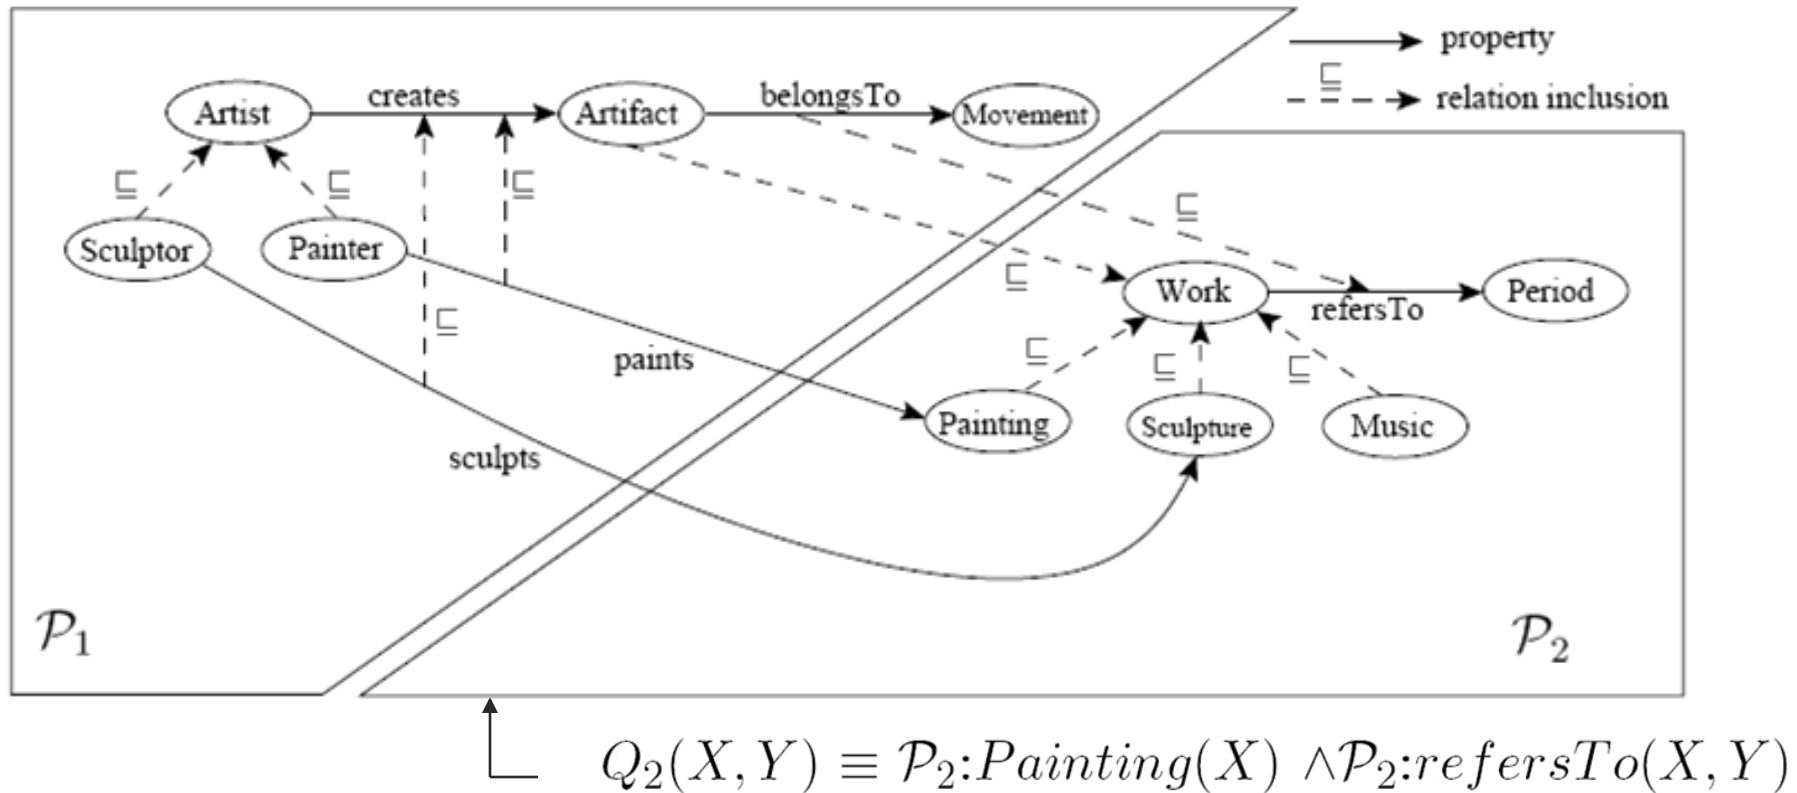 property
⊑
relation inclusion
Artist
creates
Artifact
belongsTo
Movement
⊑
⊑
⊑
⊑
Sculptor
Painter
⊑
Work
refersTo
Period
⊑
paints
⊑
⊑
⊑
Painting
Sculpture
Music
sculpts
𝒫₁
𝒫₂
Q₂(X, Y) ≡ 𝒫₂:Painting(X) ∧𝒫₂:refersTo(X, Y)